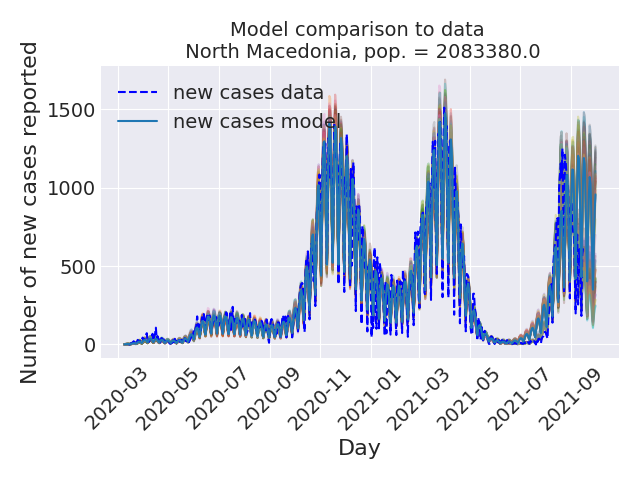 Model comparison to data
North Macedonia, pop. = 2083380.0
Number of new cases reported
1500
1000
500
0
new cases data
new cases model
2020-03
2020-05
2020-07
2020-09
2020-11
2021-01
2021-03
2021-05
2021-07
2021-09
Day